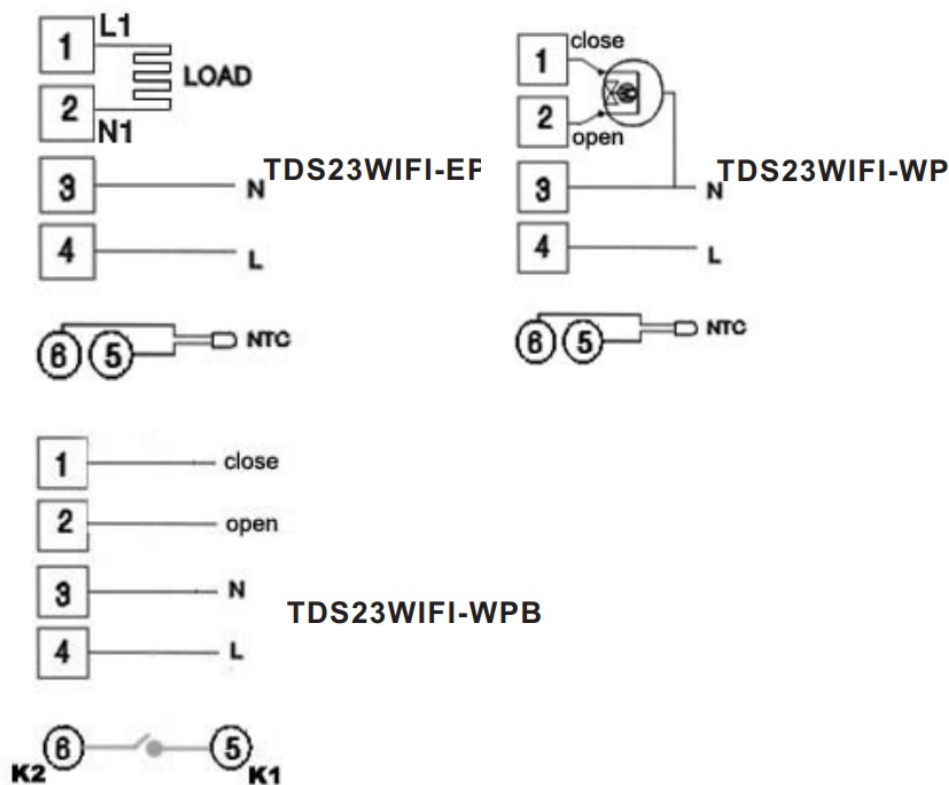 1 L1
LOAD
2 N1
3 N
TDS23WIFI-EP
4 L
6 5 NTC
1 close
2 open
3 N
TDS23WIFI-WP
4 L
6 5 NTC
1 close
2 open
3 N
TDS23WIFI-WPB
4 L
6 5
K2 K1